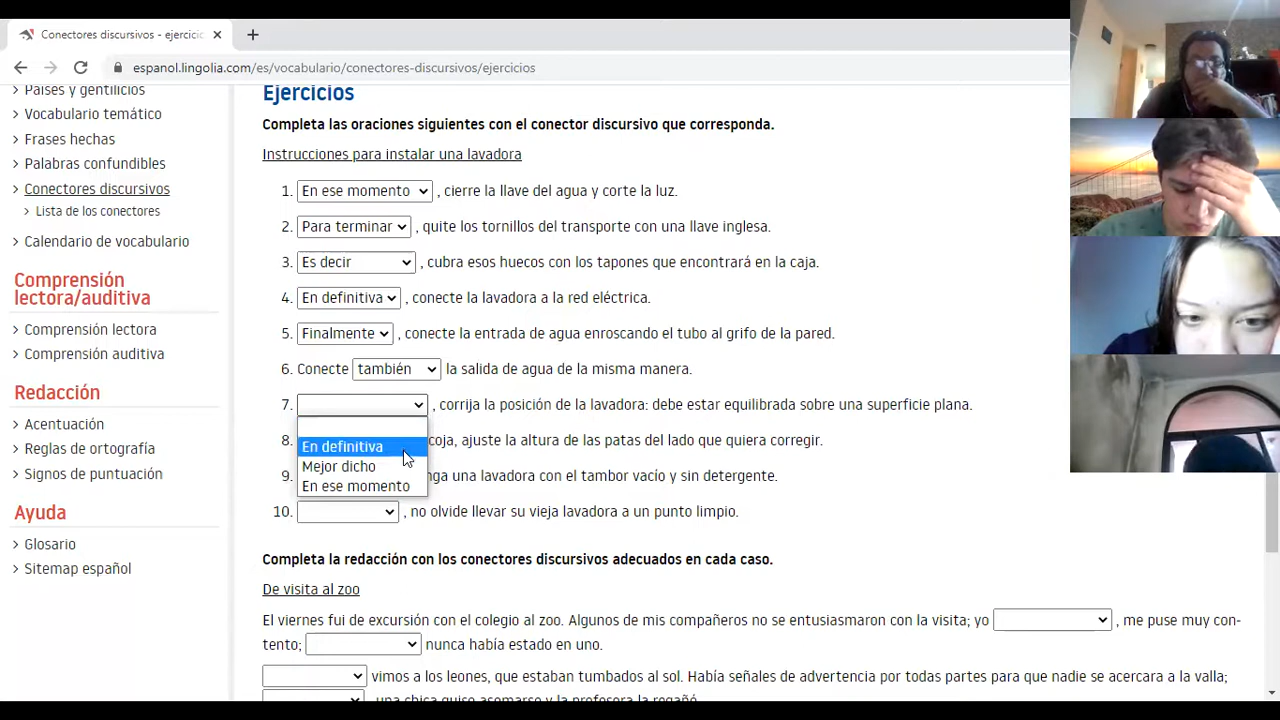 Conectores discursivos - ejercicio
espanol.lingolia.com/es/vocabulario/conectores-discursivos/ejercicios
Países y gentilicios
Vocabulario temático
Frases hechas
Palabras confundibles
Conectores discursivos
Lista de los conectores
Calendario de vocabulario
Comprensión
lectora/auditiva
Comprensión lectora
Comprensión auditiva
Redacción
Acentuación
Reglas de ortografía
Signos de puntuación
Ayuda
Glosario
Sitemap español
Ejercicios
Completa las oraciones siguientes con el conector discursivo que corresponda.
Instrucciones para instalar una lavadora
1. En ese momento , cierre la llave del agua y corte la luz.
2. Para terminar , quite los tornillos del transporte con una llave inglesa.
3. Es decir , cubra esos huecos con los tapones que encontrará en la caja.
4. En definitiva , conecte la lavadora a la red eléctrica.
5. Finalmente , conecte la entrada de agua enroscando el tubo al grifo de la pared.
6. Conecte también la salida de agua de la misma manera.
7. , corrija la posición de la lavadora: debe estar equilibrada sobre una superficie plana.
En definitiva
Mejor dicho
En ese momento
8. coja, ajuste la altura de las patas del lado que quiera corregir.
9. nga una lavadora con el tambor vacío y sin detergente.
10. , no olvide llevar su vieja lavadora a un punto limpio.
Completa la redacción con los conectores discursivos adecuados en cada caso.
De visita al zoo
El viernes fui de excursión con el colegio al zoo. Algunos de mis compañeros no se entusiasmaron con la visita; yo , me puse muy con-
tento; nunca había estado en uno.
vimos a los leones, que estaban tumbados al sol. Había señales de advertencia por todas partes para que nadie se acercara a la valla;
una chica quiso asomarse y la profesora la regañó